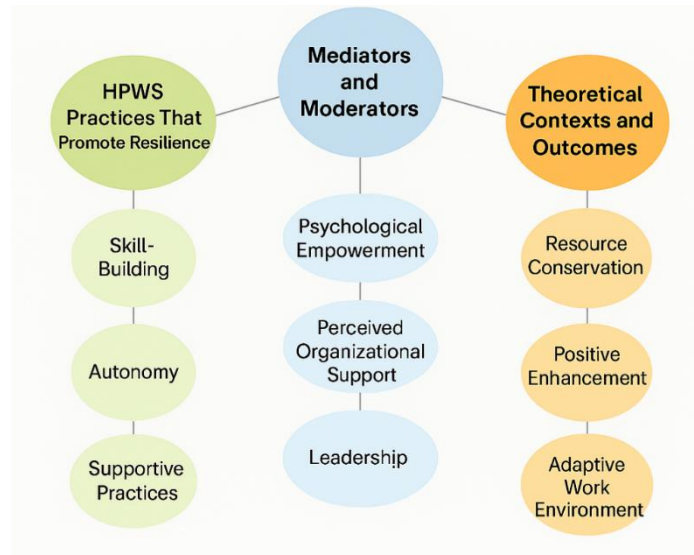 HPWS
Practices That
Promote Resilience
Skill-
Building
Autonomy
Supportive
Practices
Mediators
and
Moderators
Psychological
Empowerment
Perceived
Organizational
Support
Leadership
Theoretical
Contexts and
Outcomes
Resource
Conservation
Positive
Enhancement
Adaptive
Work
Environment